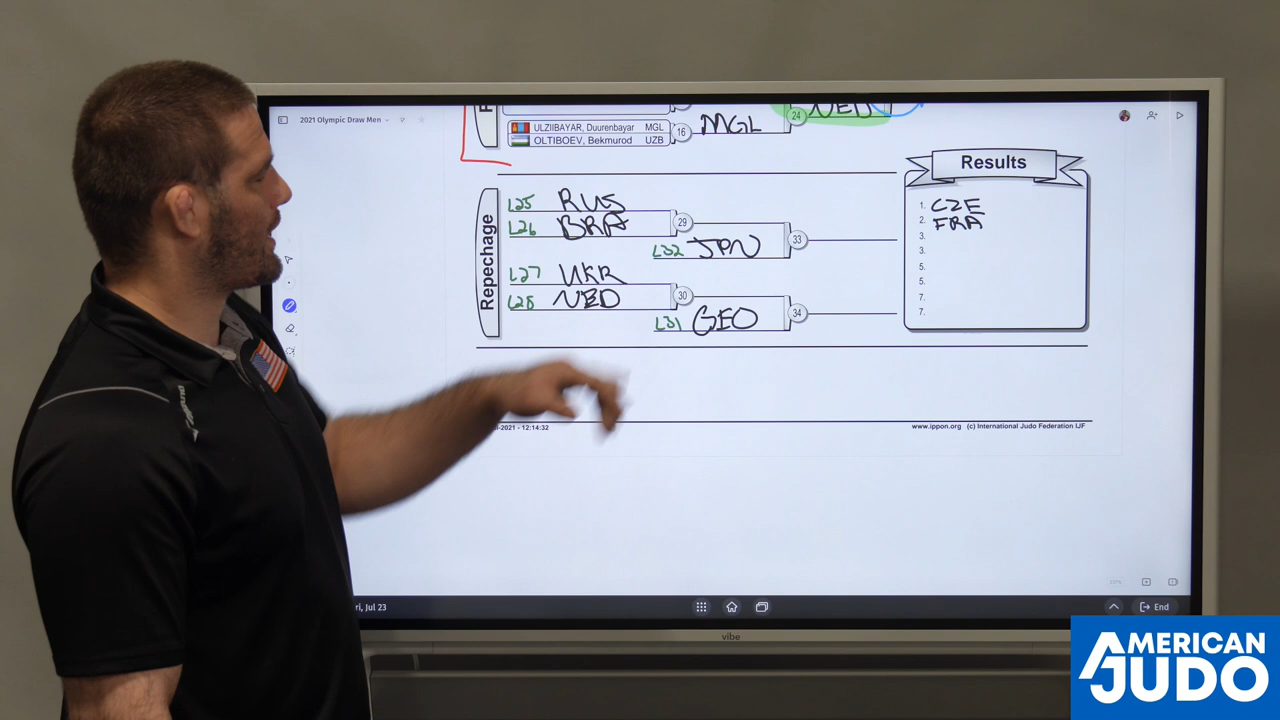 2021 Olympic Draw Men
NED
24
ULZIIBAYAR, Duurenbayar MGL
OLTIBOEV, Bekmurod UZB
16
MGL
Results
1. CZE
2. FRA
3.
3.
5.
5.
7.
7.
Repechage
L25 RUS
L26 BRA
29
L32 JPN
33
L27 UKR
L28 NED
30
L31 GEO
34
-2021 - 12:14:32
www.ippon.org (c) International Judo Federation IJF
ri, Jul 23
End
vibe
AMERICAN
JUDO